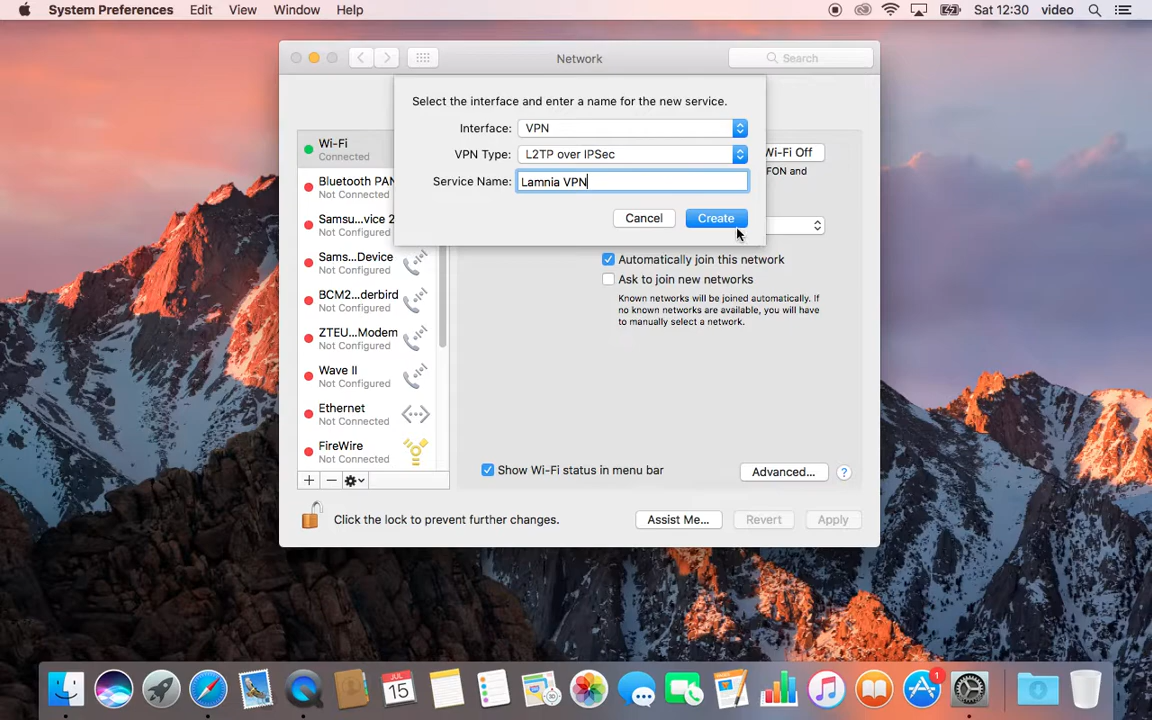 System Preferences Edit View Window Help
Sat 12:30 video
Network
Search
Select the interface and enter a name for the new service.
Interface: VPN
VPN Type: L2TP over IPSec
Service Name: Lamnia VPN
Cancel Create
Wi-Fi
Connected
Bluetooth PAN
Not Connected
Samsu...vice 2
Not Configured
Sams...Device
Not Configured
BCM2...derbird
Not Configured
ZTEU...Modem
Not Configured
Wave II
Not Configured
Ethernet
Not Connected
FireWire
Not Connected
Wi-Fi Off
FON and
Automatically join this network
Ask to join new networks
Known networks will be joined automatically. If
no known networks are available, you will have
to manually select a network.
Show Wi-Fi status in menu bar
Advanced...
?
Click the lock to prevent further changes.
Assist Me... Revert Apply
JUL
15
1